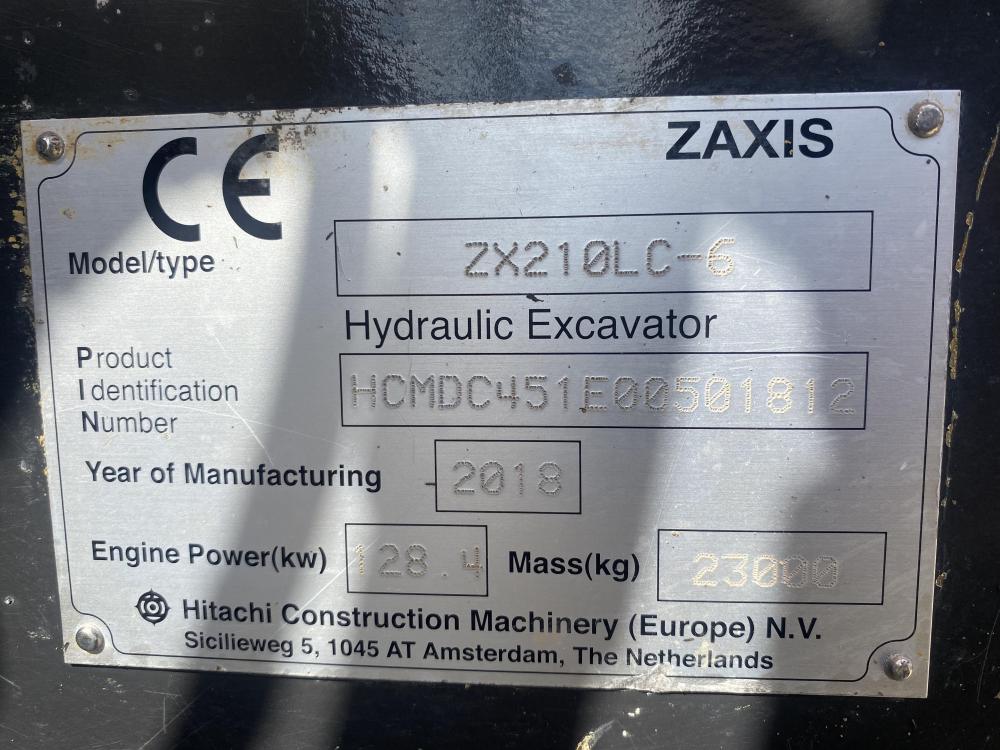 CE
ZAXIS
Model/type
ZX210LC-6
Hydraulic Excavator
Product
Identification
Number
HCMDC451E00501812
Year of Manufacturing
2018
Engine Power(kw)
128.4
Mass(kg)
23000
Hitachi Construction Machinery (Europe) N.V.
Sicilieweg 5, 1045 AT Amsterdam, The Netherlands